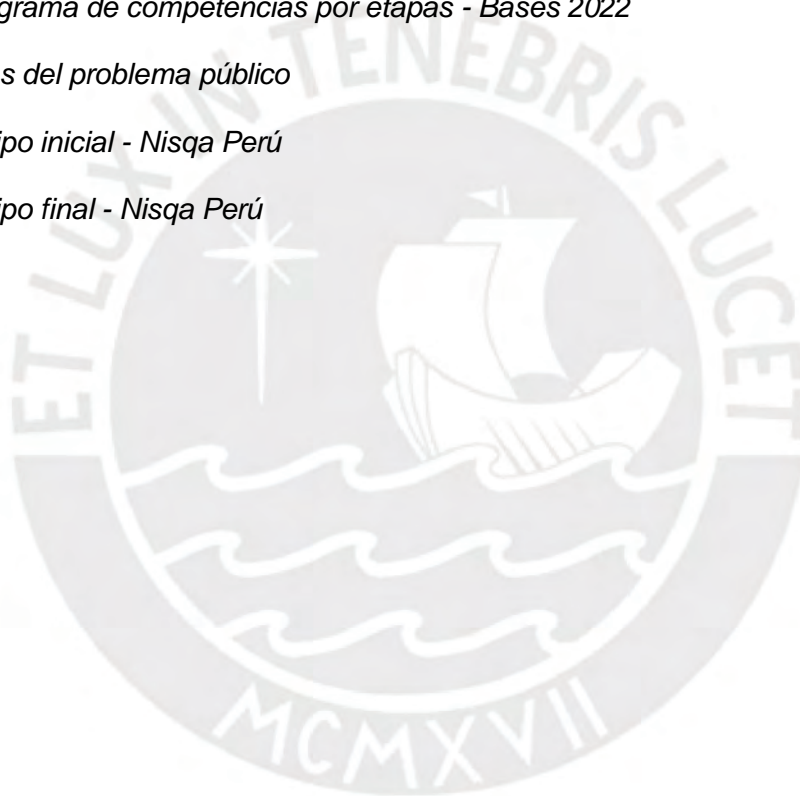 grama de competencias por etapas - Bases 2022
s del problema público
ipo inicial - Nisqa Perú
ipo final - Nisqa Perú
ET LUX IN TENEBRIS LUCET
MCMXVII